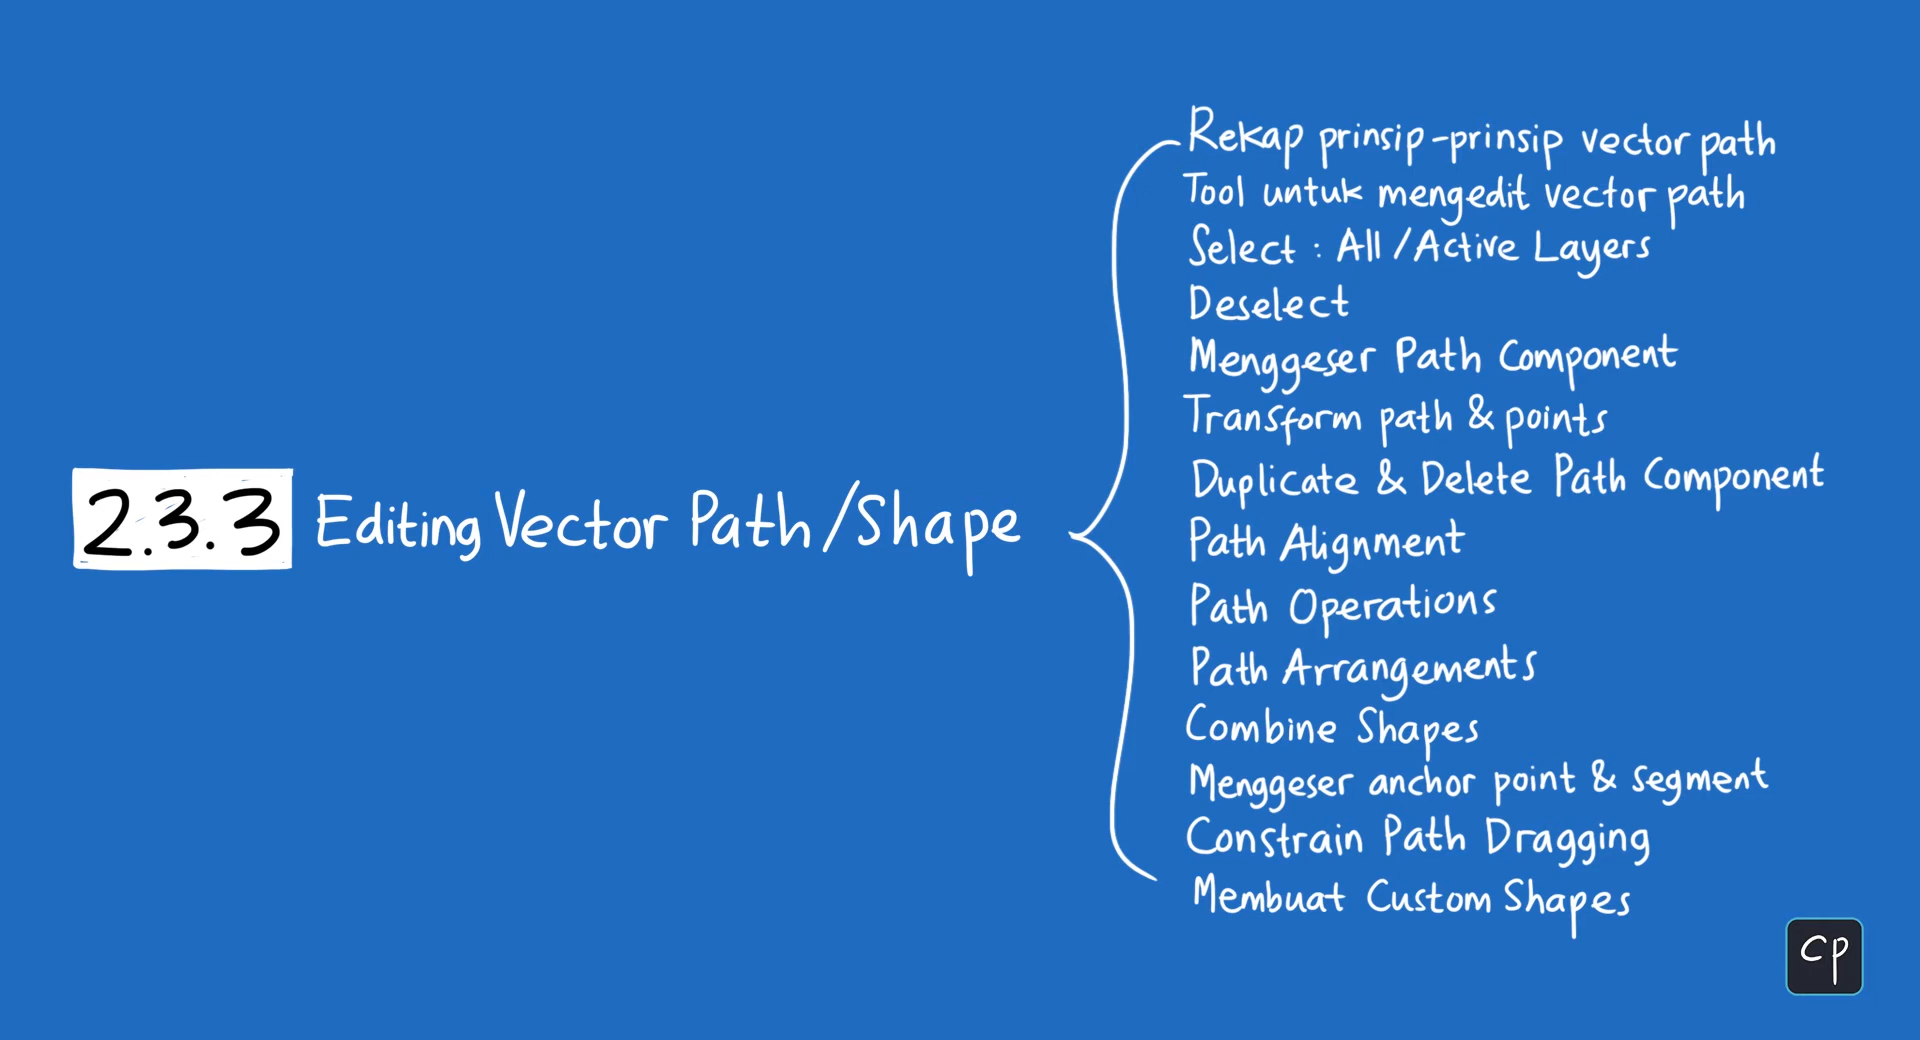 2.3.3 Editing Vector Path/Shape
Rekap prinsip-prinsip vector path
Tool untuk mengedit vector path
Select : All/Active Layers
Deselect
Menggeser Path Component
Transform path & points
Duplicate & Delete Path Component
Path Alignment
Path Operations
Path Arrangements
Combine Shapes
Menggeser anchor point & segment
Constrain Path Dragging
Membuat Custom Shapes
cp